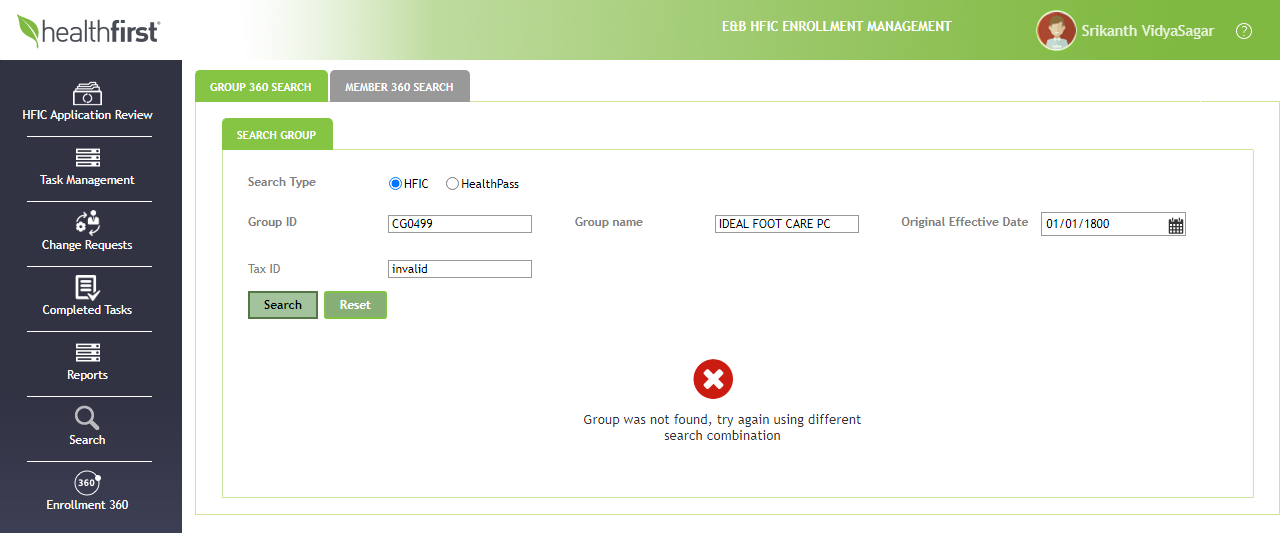 healthfirst®
E&B HFIC ENROLLMENT MANAGEMENT
Srikanth VidyaSagar
?
HFIC Application Review
Task Management
Change Requests
Completed Tasks
Reports
Search
360
Enrollment 360
GROUP 360 SEARCH
MEMBER 360 SEARCH
SEARCH GROUP
Search Type
HFIC
HealthPass
Group ID
CG0499
Group name
IDEAL FOOT CARE PC
Original Effective Date
01/01/1800
Tax ID
invalid
Search
Reset
Group was not found, try again using different
search combination